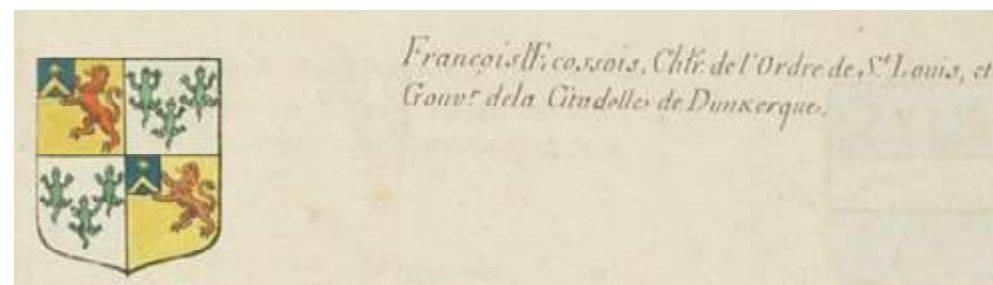 François l'Ecossois, Chlr. de l'Ordre de St. Louis, et
Gouvr. dela Citadelle de Dunkerque.